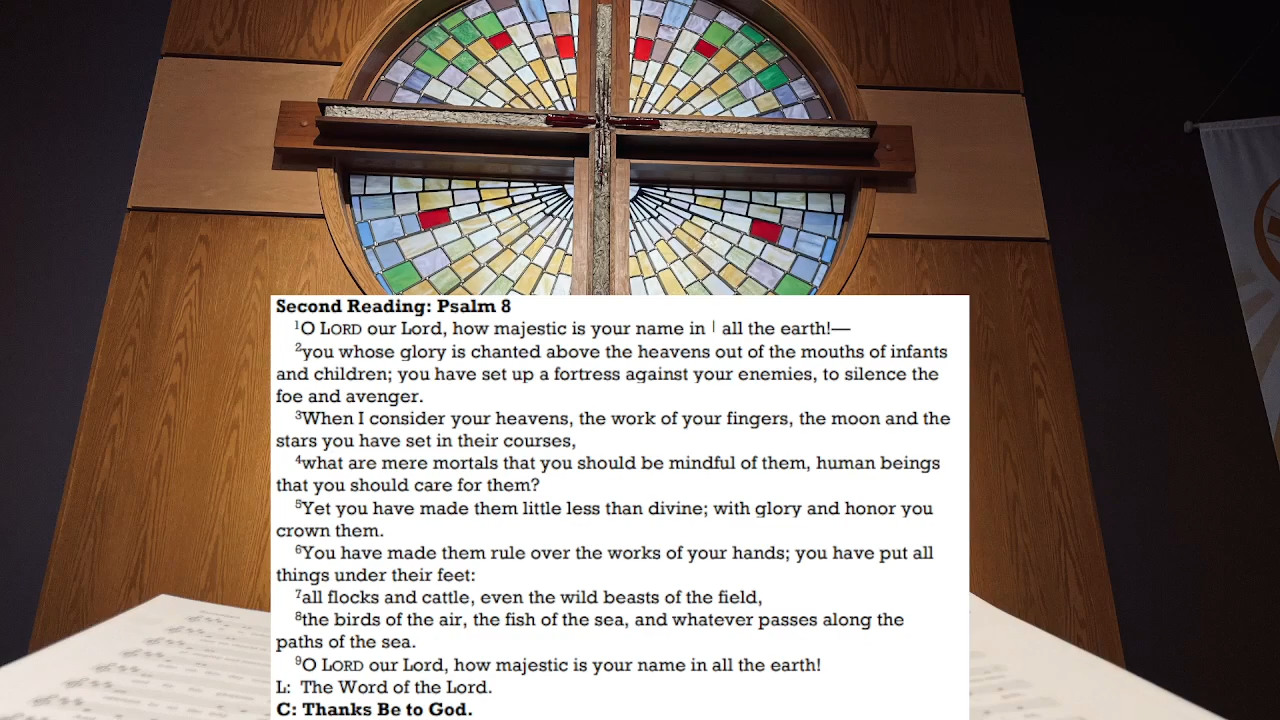 Second Reading: Psalm 8
¹O LORD our Lord, how majestic is your name in | all the earth!—
²you whose glory is chanted above the heavens out of the mouths of infants
and children; you have set up a fortress against your enemies, to silence the
foe and avenger.
³When I consider your heavens, the work of your fingers, the moon and the
stars you have set in their courses,
⁴what are mere mortals that you should be mindful of them, human beings
that you should care for them?
⁵Yet you have made them little less than divine; with glory and honor you
crown them.
⁶You have made them rule over the works of your hands; you have put all
things under their feet:
⁷all flocks and cattle, even the wild beasts of the field,
⁸the birds of the air, the fish of the sea, and whatever passes along the
paths of the sea.
⁹O LORD our Lord, how majestic is your name in all the earth!
L: The Word of the Lord.
C: Thanks Be to God.